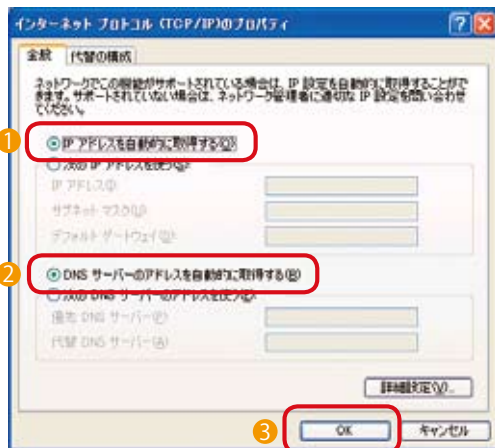 インターネット プロトコル (TCP/IP)のプロパティ
全般 代替の構成
ネットワークでこの機能がサポートされている場合は、IP 設定を自動的に取得することがで
きます。サポートされていない場合は、ネットワーク管理者に適切な IP 設定を問い合わせ
てください。
1
IP アドレスを自動的に取得する(O)
次の IP アドレスを使う(S):
IP アドレス(I):
サブネット マスク(U):
デフォルト ゲートウェイ(D):
2
DNS サーバーのアドレスを自動的に取得する(B)
次の DNS サーバーのアドレスを使う(E):
優先 DNS サーバー(P):
代替 DNS サーバー(A):
詳細設定(V)...
3
OK キャンセル